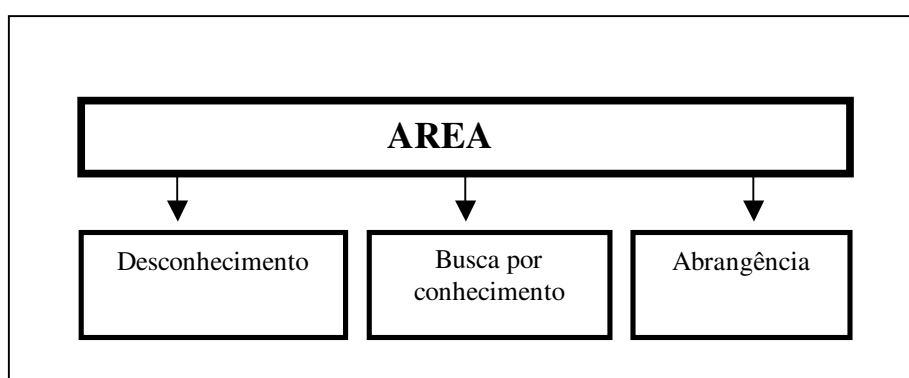 AREA
Desconhecimento
Busca por
conhecimento
Abrangência